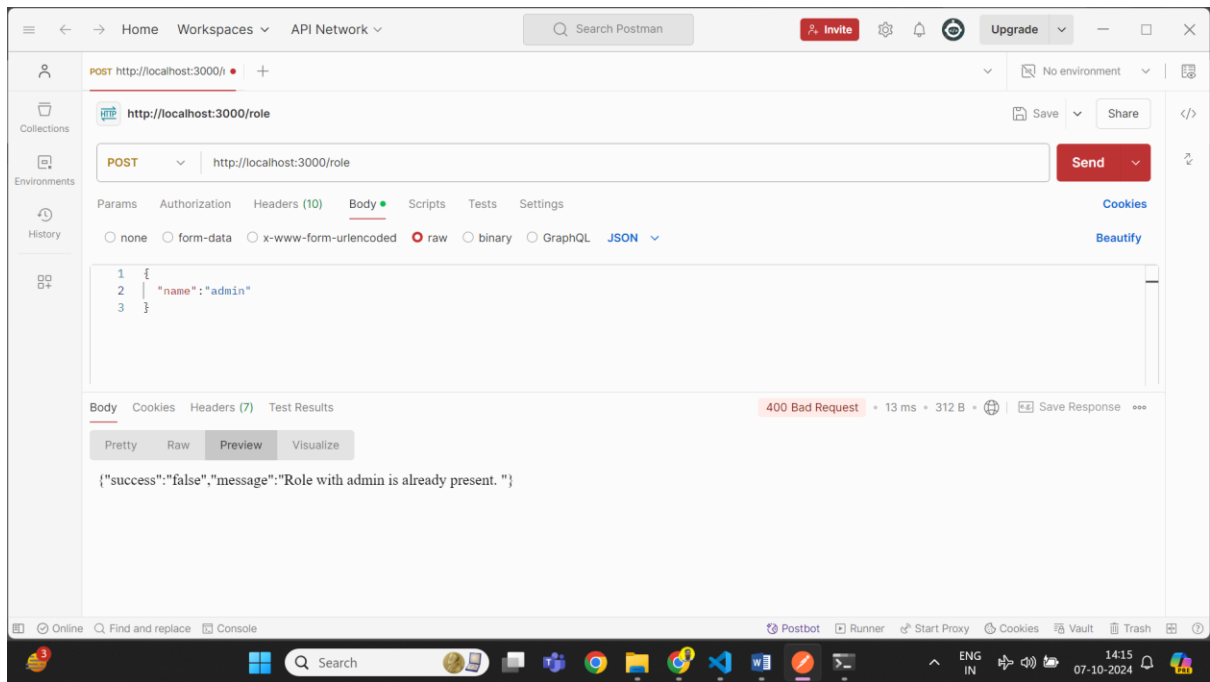 Home Workspaces API Network Search Postman Invite Upgrade
POST http://localhost:3000/r No environment
HTTP http://localhost:3000/role Save Share
Collections
POST http://localhost:3000/role Send
Environments
Params Authorization Headers (10) Body Scripts Tests Settings Cookies
History
none form-data x-www-form-urlencoded raw binary GraphQL JSON Beautify
1 {
2 "name":"admin"
3 }
Body Cookies Headers (7) Test Results 400 Bad Request 13 ms 312 B e.g. Save Response
Pretty Raw Preview Visualize
{"success":"false","message":"Role with admin is already present. "}
Online Find and replace Console Postbot Runner Start Proxy Cookies Vault Trash
3 Search ENG 14:15
IN 07-10-2024 PRE